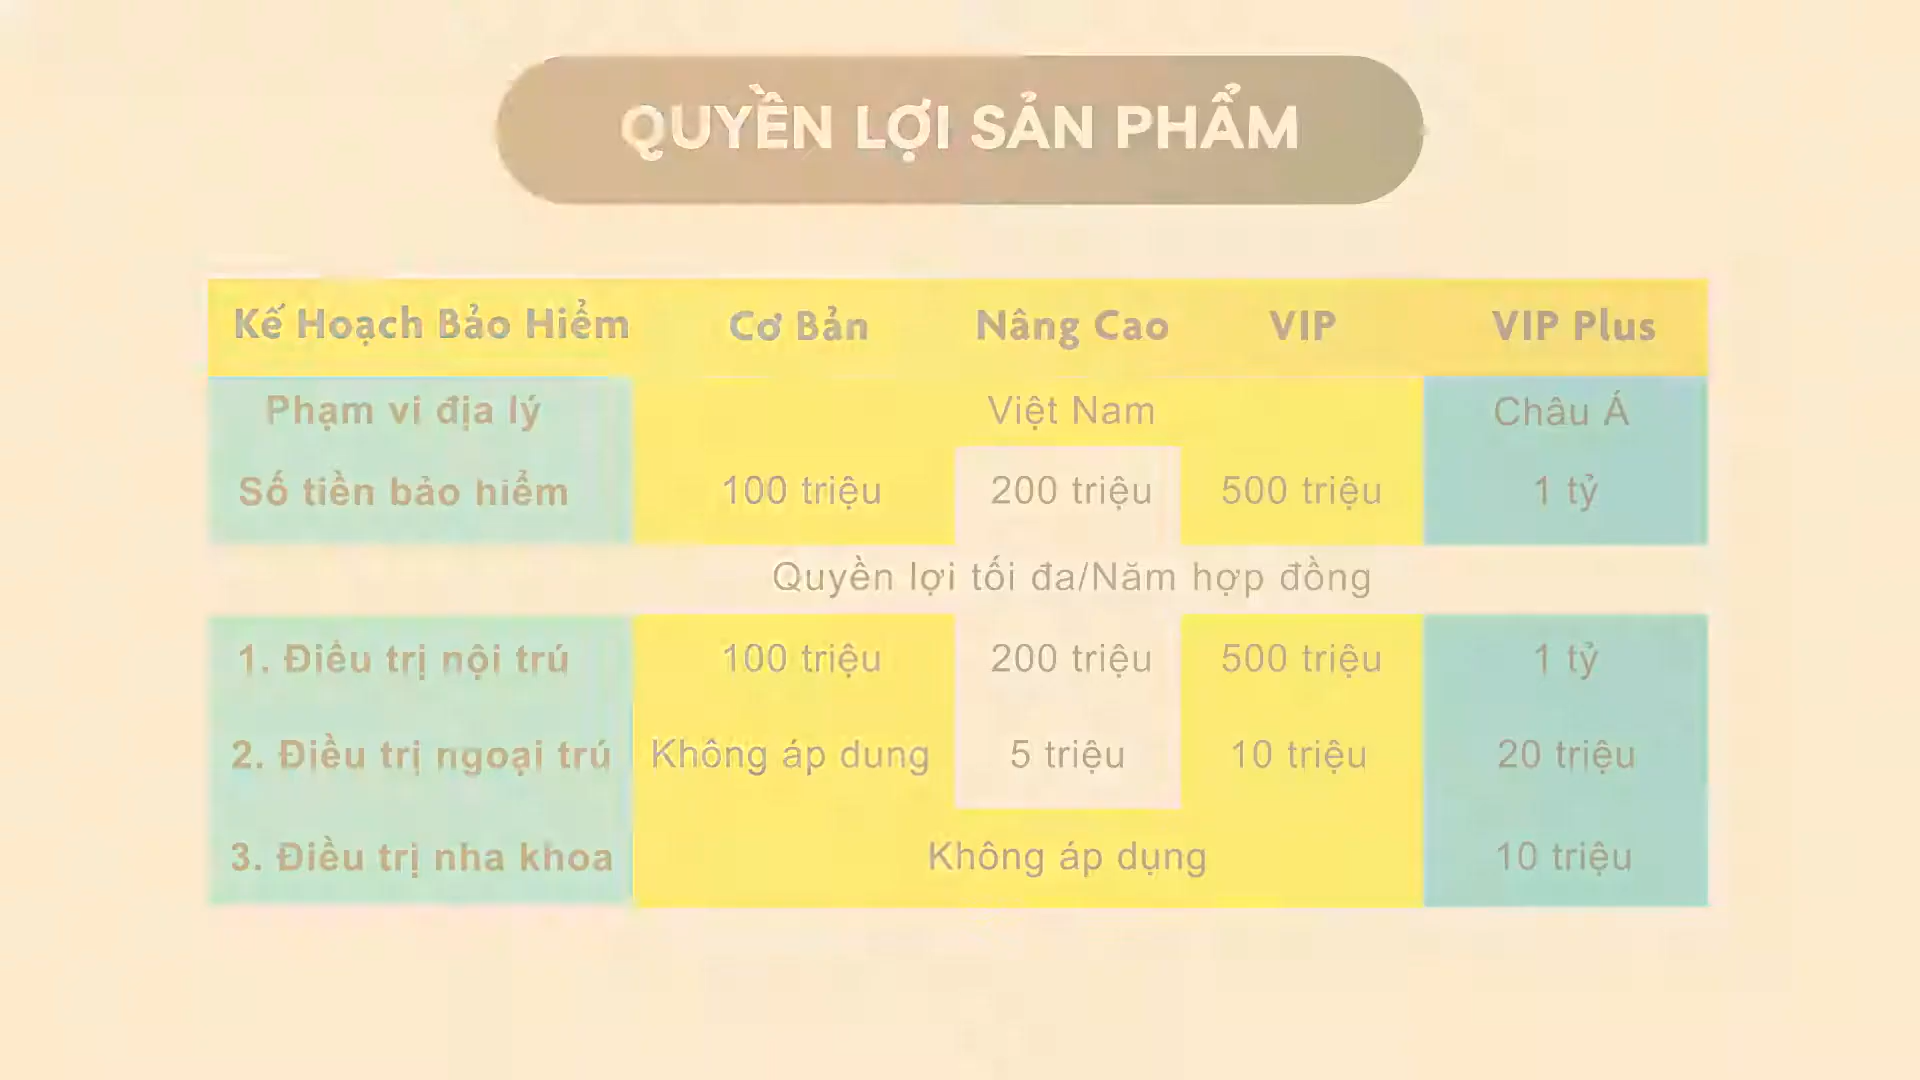 QUYỀN LỢI SẢN PHẨM
Kế Hoạch Bảo Hiểm Cơ Bản Nâng Cao VIP VIP Plus
Phạm vi địa lý Việt Nam Châu Á
Số tiền bảo hiểm 100 triệu 200 triệu 500 triệu 1 tỷ
Quyền lợi tối đa/Năm hợp đồng
1. Điều trị nội trú 100 triệu 200 triệu 500 triệu 1 tỷ
2. Điều trị ngoại trú Không áp dung 5 triệu 10 triệu 20 triệu
3. Điều trị nha khoa Không áp dụng 10 triệu